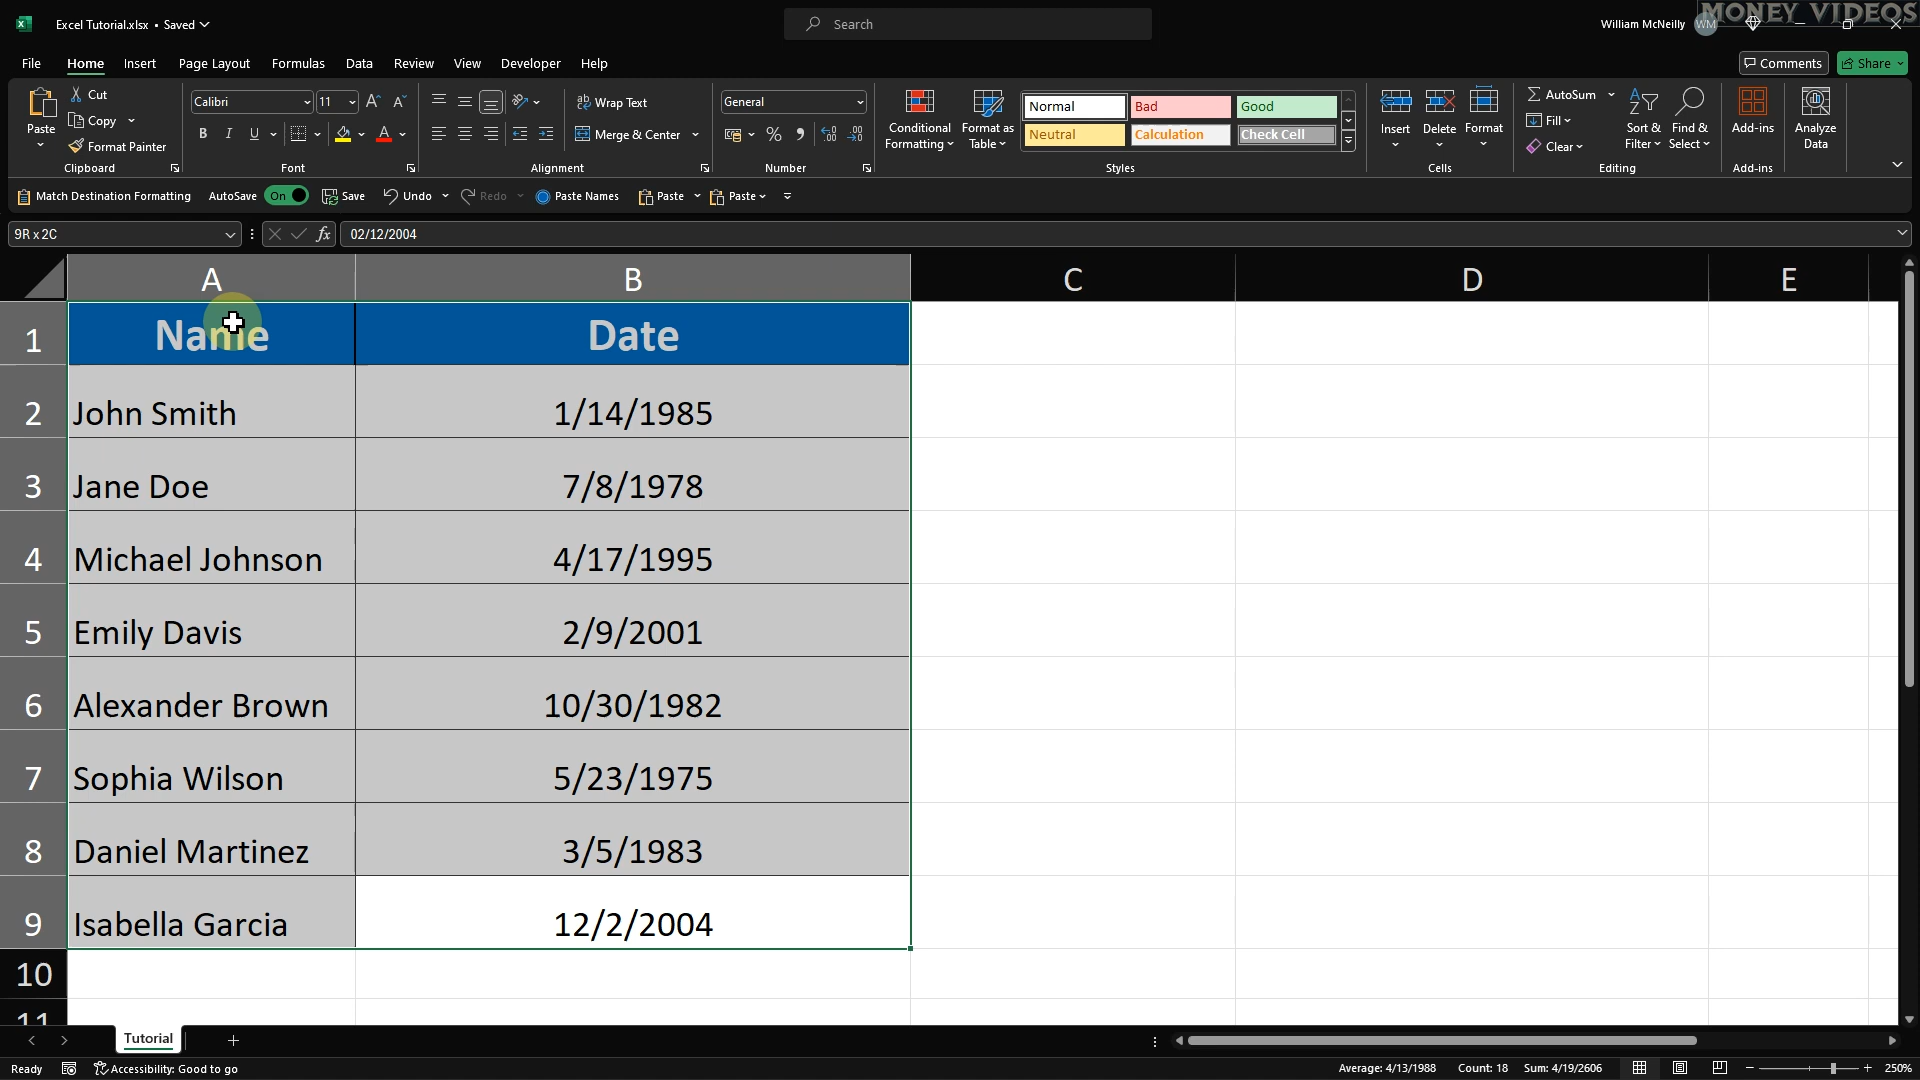 Excel Tutorial.xlsx • Saved
Search
William McNeilly WM
MONEY VIDEOS
File Home Insert Page Layout Formulas Data Review View Developer Help
Comments Share
Paste Cut Copy Format Painter
Clipboard
Calibri 11
B I U
Font
Wrap Text
Merge & Center
Alignment
General
Number
Conditional Formatting
Format as Table
Normal Bad Good
Neutral Calculation Check Cell
Styles
Insert Delete Format
Cells
AutoSum
Fill
Clear
Sort & Filter
Find & Select
Editing
Add-ins
Add-ins
Analyze Data
Match Destination Formatting AutoSave On Save Undo Redo Paste Names Paste Paste
9R x 2C fx 02/12/2004
A B C D E
1 Name Date
2 John Smith 1/14/1985
3 Jane Doe 7/8/1978
4 Michael Johnson 4/17/1995
5 Emily Davis 2/9/2001
6 Alexander Brown 10/30/1982
7 Sophia Wilson 5/23/1975
8 Daniel Martinez 3/5/1983
9 Isabella Garcia 12/2/2004
10
11
Tutorial
Ready Accessibility: Good to go Average: 4/13/1988 Count: 18 Sum: 4/19/2606 250%